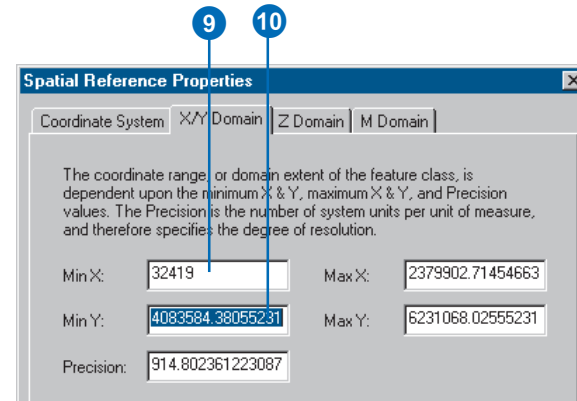 9 10
Spatial Reference Properties
Coordinate System X/Y Domain Z Domain M Domain
The coordinate range, or domain extent of the feature class, is
dependent upon the minimum X & Y, maximum X & Y, and Precision
values. The Precision is the number of system units per unit of measure,
and therefore specifies the degree of resolution.
Min X: 32419 Max X: 2379902.71454663
Min Y: 4083584.38055231 Max Y: 6231068.02555231
Precision: 914.802361223087